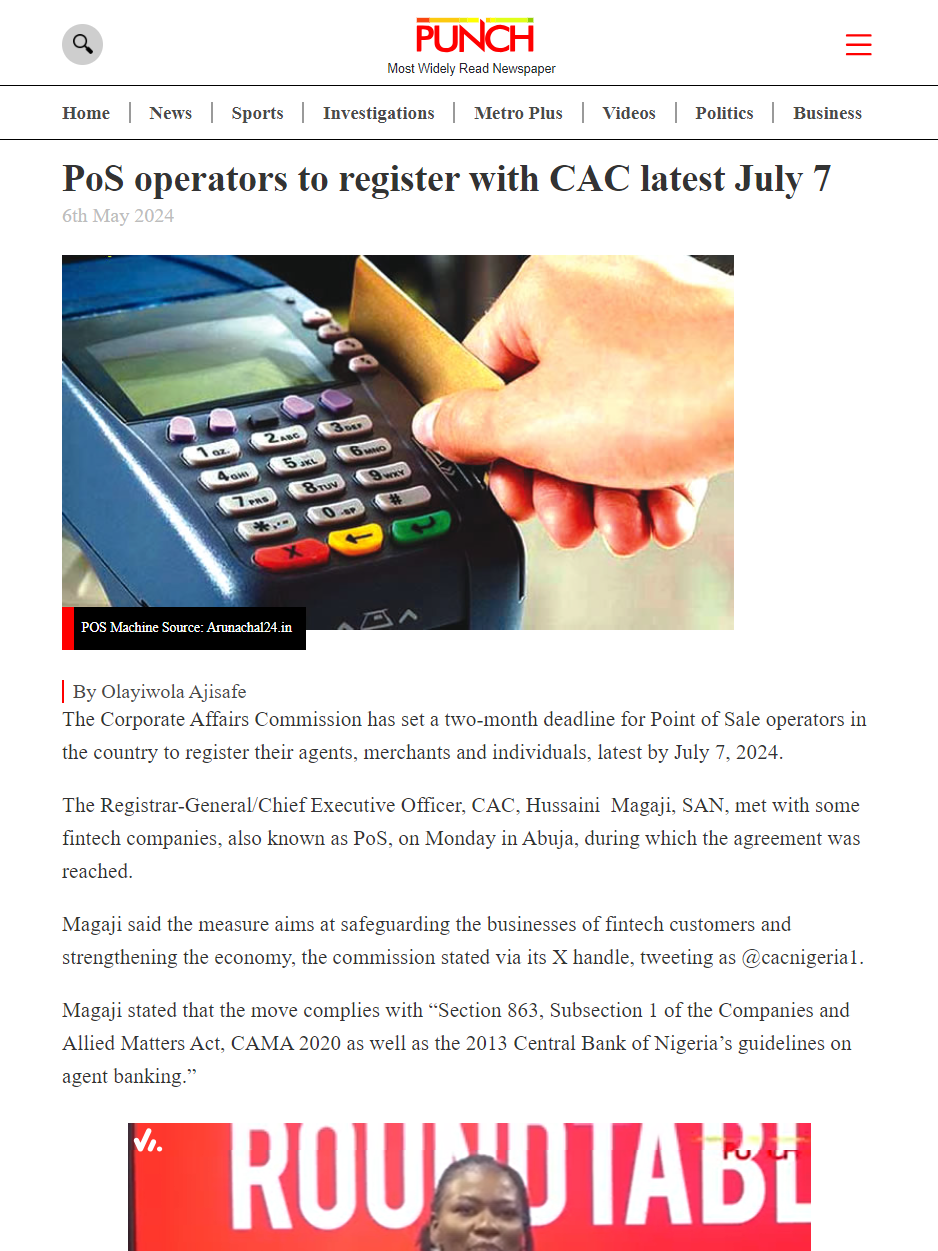 PUNCH
Most Widely Read Newspaper
Home | News | Sports | Investigations | Metro Plus | Videos | Politics | Business
PoS operators to register with CAC latest July 7
6th May 2024
1 QZ. 2 ABC 3 DEF
4 GHI 5 JKL 6 MNO
7 PRS 8 TUV 9 WXY
* 0 -SP #
X
POS Machine Source: Arunachal24.in
By Olayiwola Ajisafe
The Corporate Affairs Commission has set a two-month deadline for Point of Sale operators in
the country to register their agents, merchants and individuals, latest by July 7, 2024.
The Registrar-General/Chief Executive Officer, CAC, Hussaini  Magaji, SAN, met with some
fintech companies, also known as PoS, on Monday in Abuja, during which the agreement was
reached.
Magaji said the measure aims at safeguarding the businesses of fintech customers and
strengthening the economy, the commission stated via its X handle, tweeting as @cacnigeria1.
Magaji stated that the move complies with “Section 863, Subsection 1 of the Companies and
Allied Matters Act, CAMA 2020 as well as the 2013 Central Bank of Nigeria’s guidelines on
agent banking.”
ROUNDTABL